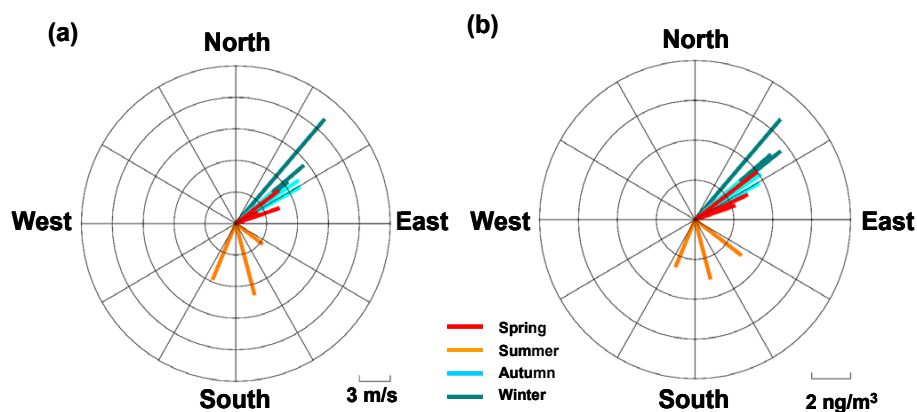 (a)
North
West
East
South
3 m/s
(b)
North
West
East
South
2 ng/m³
Spring
Summer
Autumn
Winter